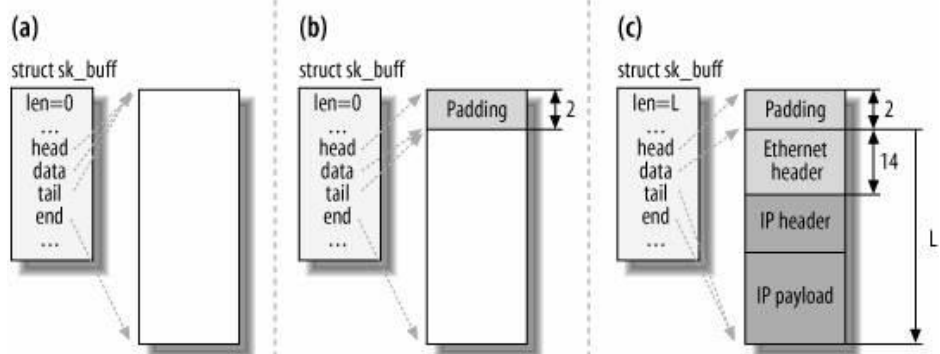 (a)
struct sk_buff
len=0
...
head
data
tail
end
...
(b)
struct sk_buff
len=0
...
head
data
tail
end
...
Padding
2
(c)
struct sk_buff
len=L
...
head
data
tail
end
...
Padding
2
Ethernet
header
14
IP header
L
IP payload